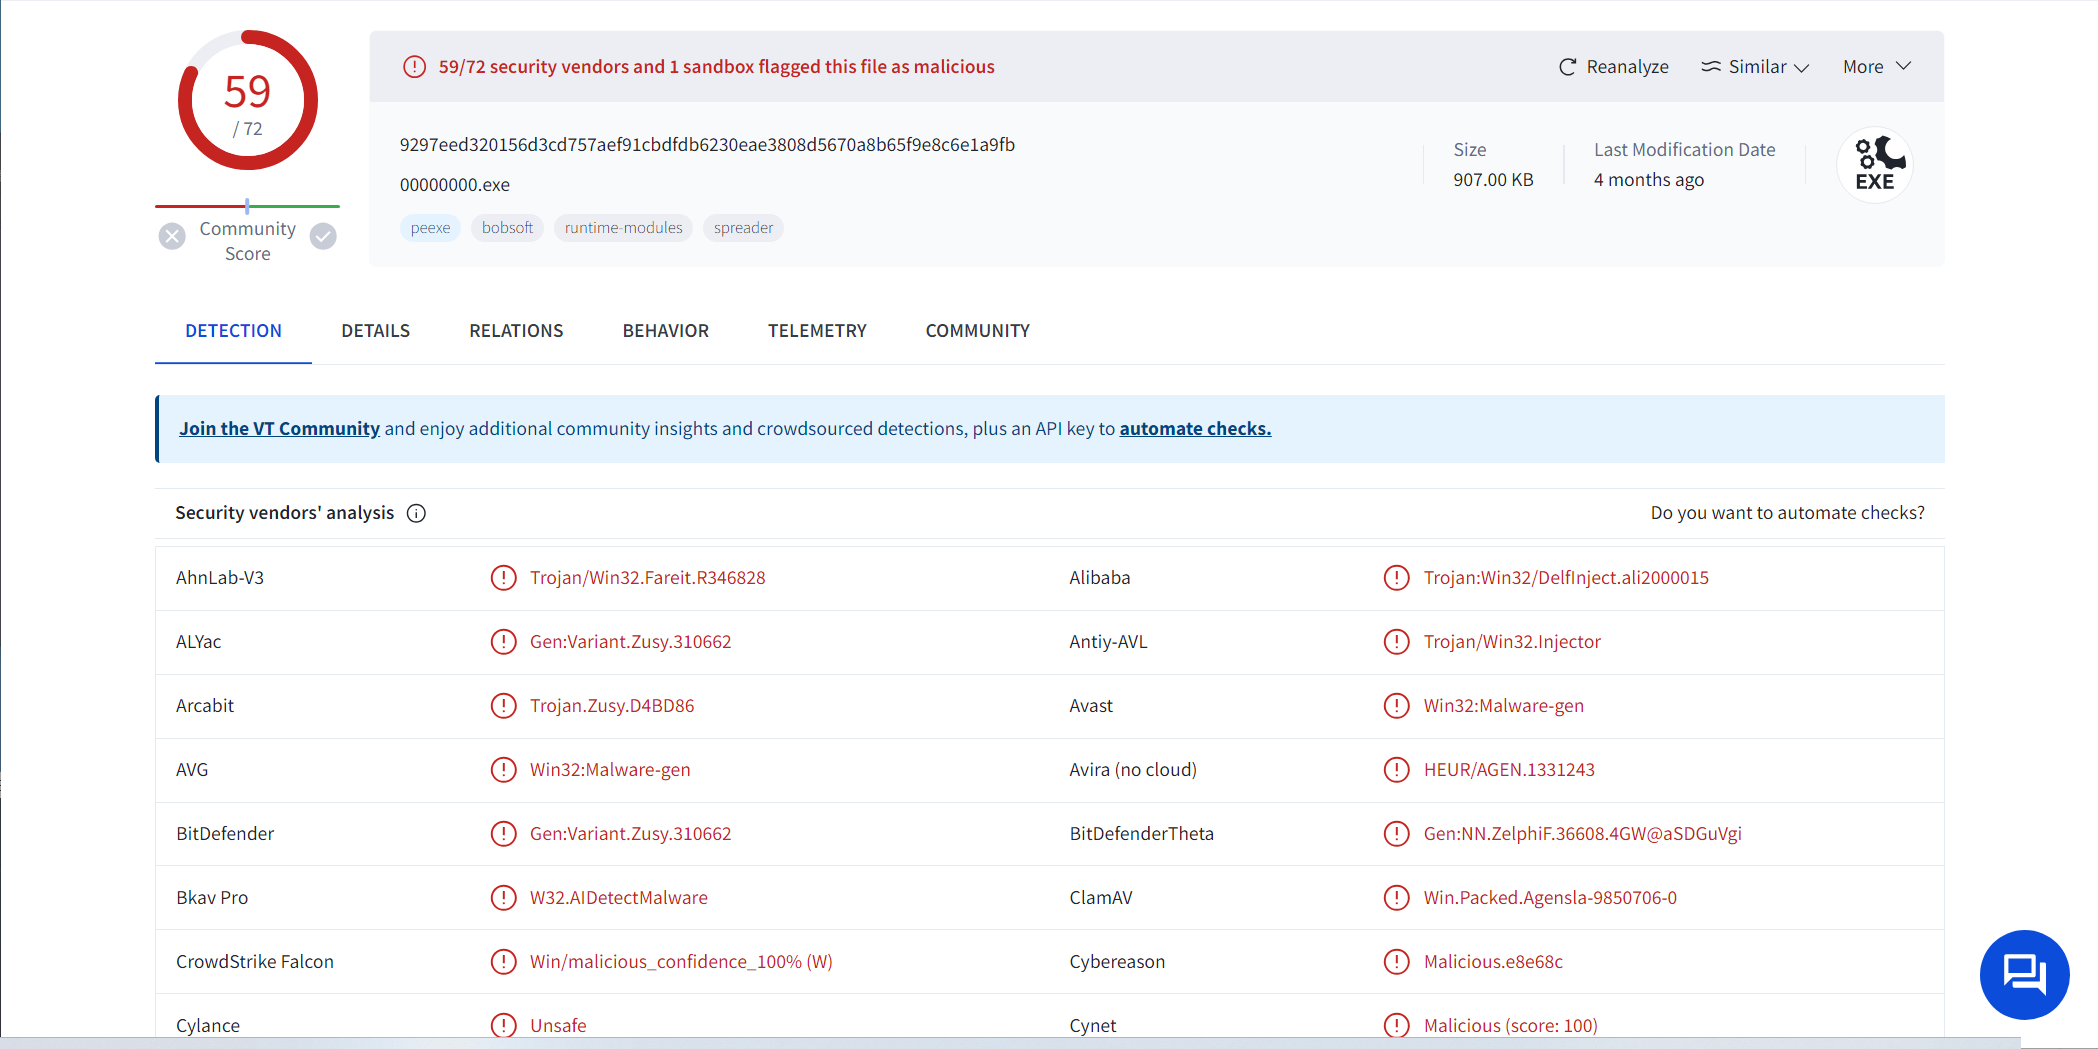 59
/ 72
Community
Score
59/72 security vendors and 1 sandbox flagged this file as malicious
Reanalyze
Similar
More
9297eed320156d3cd757aef91cbdfdb6230eae3808d5670a8b65f9e8c6e1a9fb
00000000.exe
peexe bobsoft runtime-modules spreader
Size
907.00 KB
Last Modification Date
4 months ago
EXE
DETECTION DETAILS RELATIONS BEHAVIOR TELEMETRY COMMUNITY
Join the VT Community and enjoy additional community insights and crowdsourced detections, plus an API key to automate checks.
Security vendors' analysis Do you want to automate checks?
AhnLab-V3 Trojan/Win32.Fareit.R346828 Alibaba Trojan:Win32/DelfInject.ali2000015
ALYac Gen:Variant.Zusy.310662 Antiy-AVL Trojan/Win32.Injector
Arcabit Trojan.Zusy.D4BD86 Avast Win32:Malware-gen
AVG Win32:Malware-gen Avira (no cloud) HEUR/AGEN.1331243
BitDefender Gen:Variant.Zusy.310662 BitDefenderTheta Gen:NN.ZelphiF.36608.4GW@aSDGuVgi
Bkav Pro W32.AIDetectMalware ClamAV Win.Packed.Agensla-9850706-0
CrowdStrike Falcon Win/malicious_confidence_100% (W) Cybereason Malicious.e8e68c
Cylance Unsafe Cynet Malicious (score: 100)